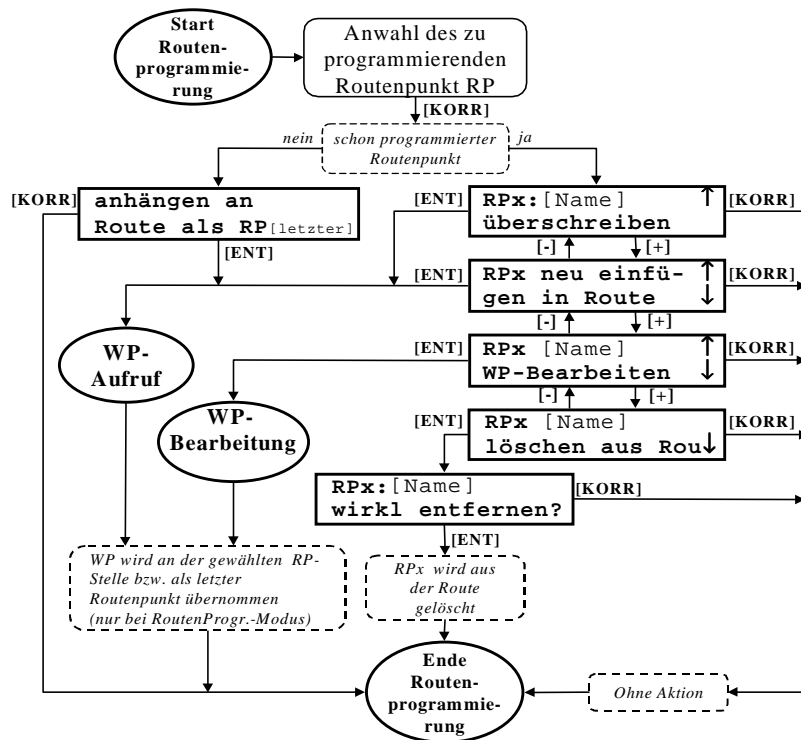 Start
Routen-
programmie-
rung
Anwahl des zu
programmierenden
Routenpunkt RP
[KORR]
nein
schon programmierter
Routenpunkt
ja
[KORR]
anhängen an
Route als RP[letzter]
[ENT]
[ENT]
RPx:[Name] ↑
überschreiben
[KORR]
[-]
[+]
[ENT]
RPx neu einfü- ↑
gen in Route ↓
[KORR]
[-]
[+]
WP-
Aufruf
[ENT]
RPx [Name] ↑
WP-Bearbeiten ↓
[KORR]
[-]
[+]
WP-
Bearbeitung
[ENT]
RPx [Name]
löschen aus Rou↓
[KORR]
RPx:[Name]
wirkl entfernen?
[KORR]
[ENT]
WP wird an der gewählten RP-
Stelle bzw. als letzter
Routenpunkt übernommen
(nur bei RoutenProgr.-Modus)
RPx wird aus
der Route
gelöscht
Ende
Routen-
programmie-
rung
Ohne Aktion